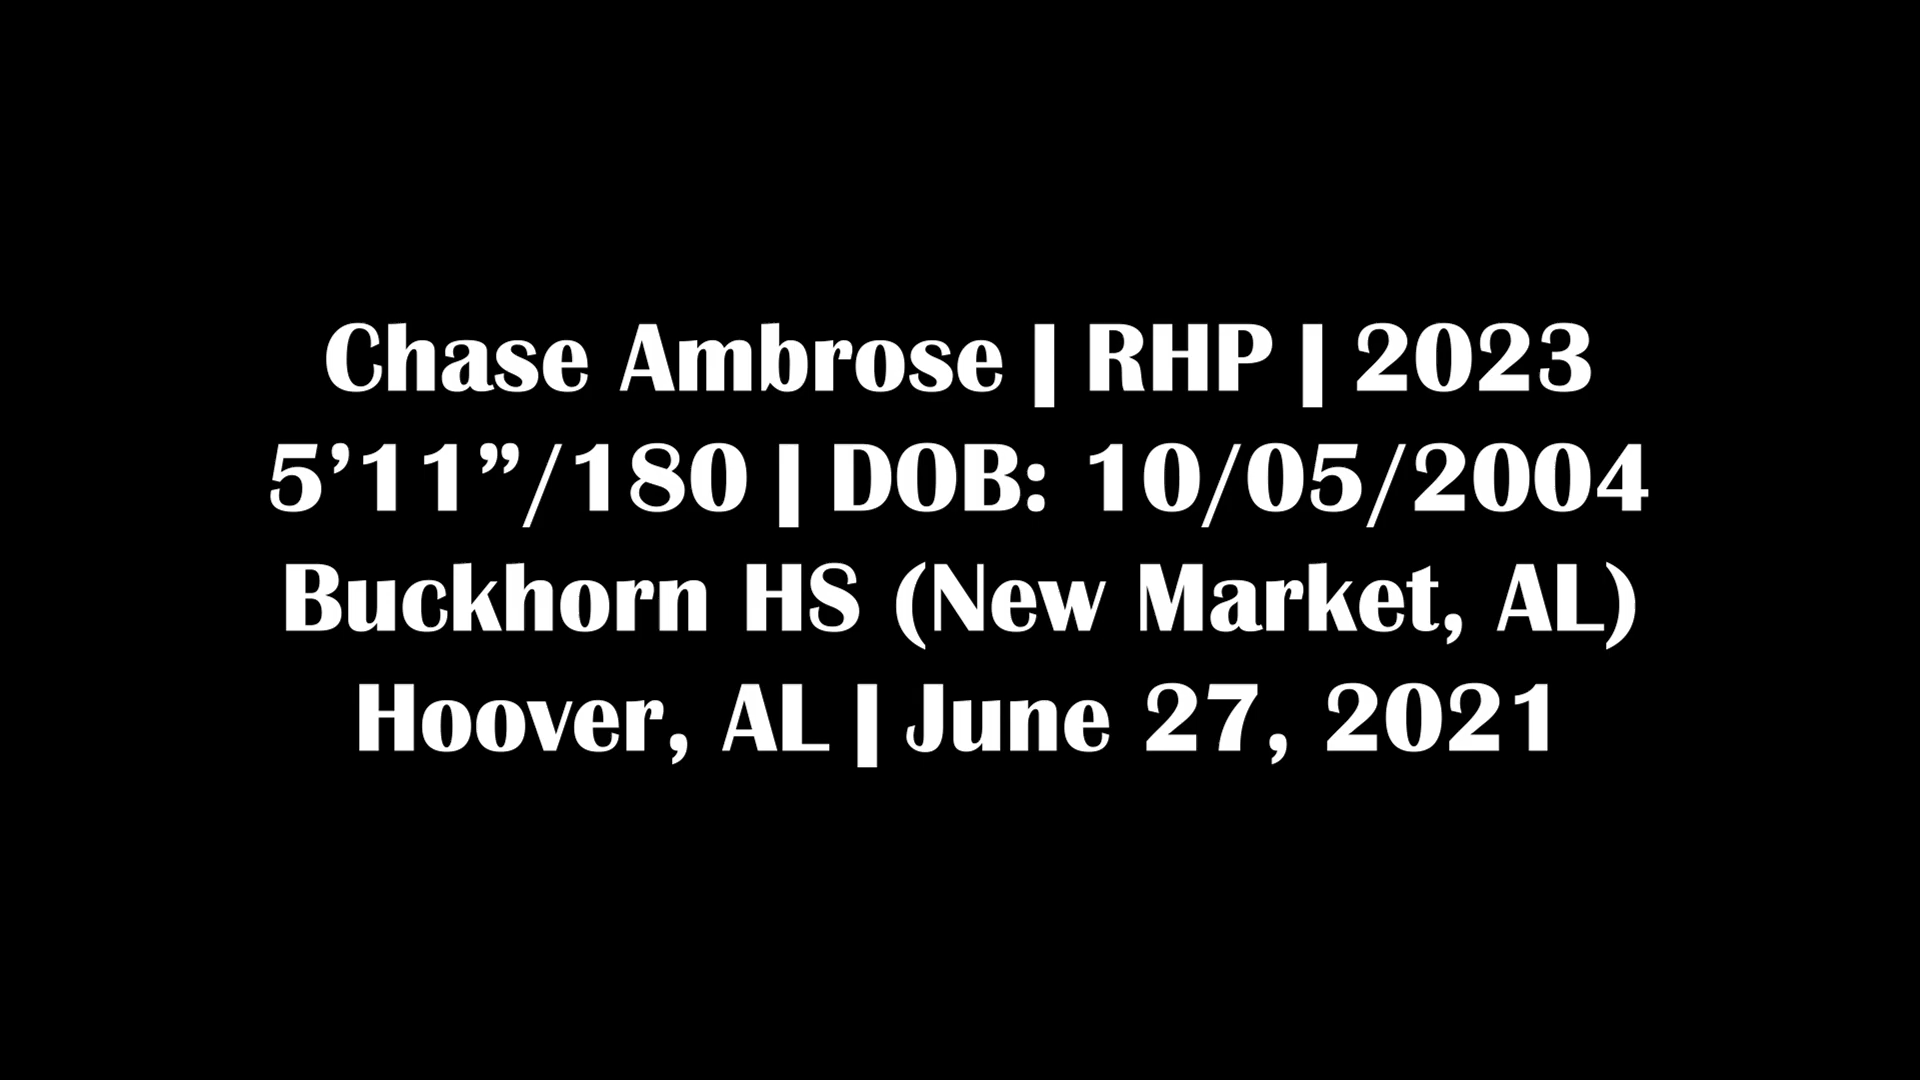 Chase Ambrose | RHP | 2023
5’11”/180 | DOB: 10/05/2004
Buckhorn HS (New Market, AL)
Hoover, AL | June 27, 2021